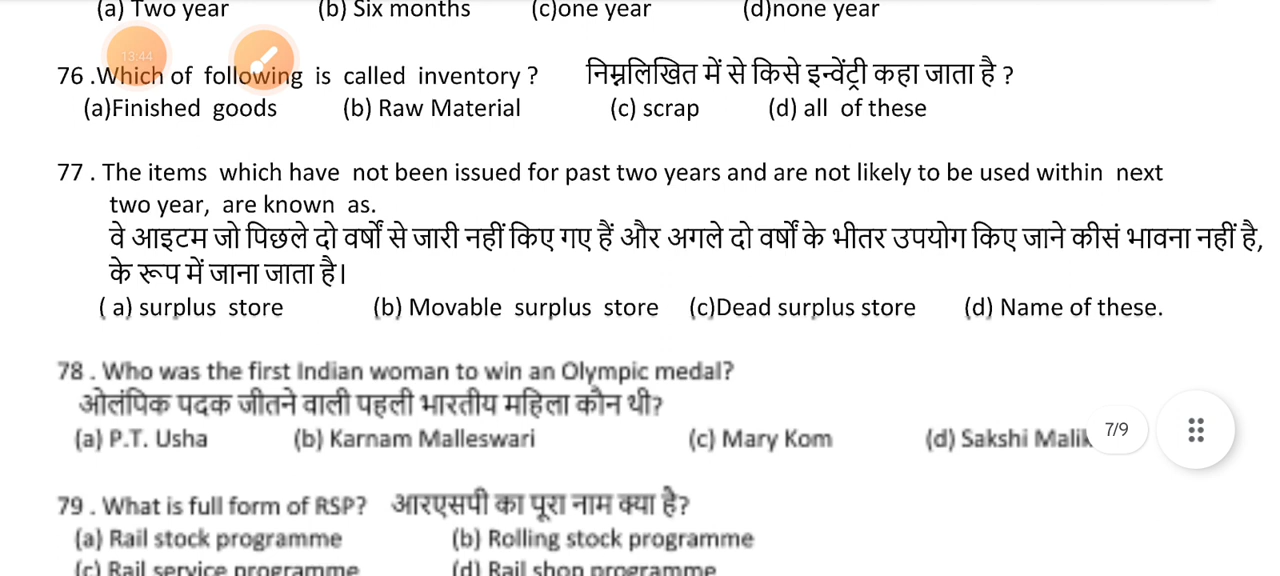 (a) Two year (b) Six months (c)one year (d)none year
13:44
76 .Which of following is called inventory ? निम्नलिखित में से किसे इन्वेंट्री कहा जाता है ?
(a)Finished goods (b) Raw Material (c) scrap (d) all of these
77 . The items which have not been issued for past two years and are not likely to be used within next
two year, are known as.
वे आइटम जो पिछले दो वर्षों से जारी नहीं किए गए हैं और अगले दो वर्षों के भीतर उपयोग किए जाने कीसं भावना नहीं है,
के रूप में जाना जाता है।
( a) surplus store (b) Movable surplus store (c)Dead surplus store (d) Name of these.
78 . Who was the first Indian woman to win an Olympic medal?
ओलंपिक पदक जीतने वाली पहली भारतीय महिला कौन थी?
(a) P.T. Usha (b) Karnam Malleswari (c) Mary Kom (d) Sakshi Malik
7/9
79 . What is full form of RSP? आरएसपी का पूरा नाम क्या है?
(a) Rail stock programme (b) Rolling stock programme
(c) Rail service programme (d) Rail shop programme